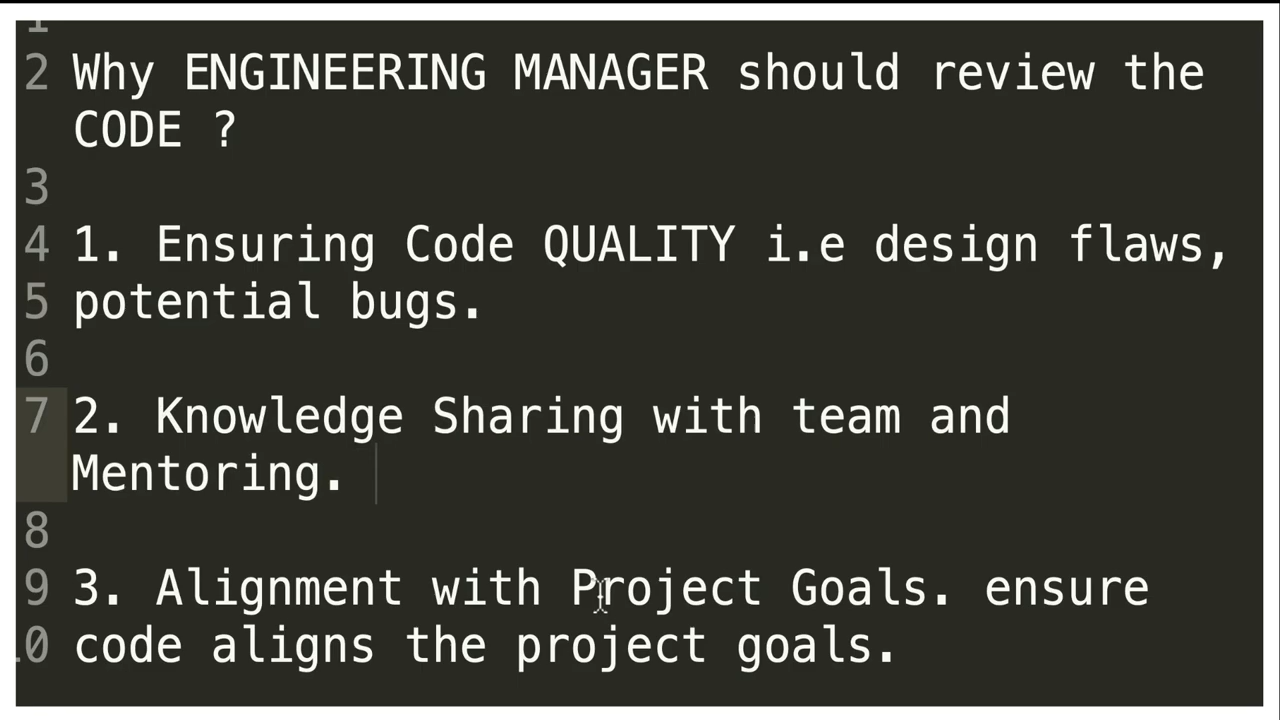 1
2 Why ENGINEERING MANAGER should review the
CODE ?
3
4 1. Ensuring Code QUALITY i.e design flaws,
5 potential bugs.
6
7 2. Knowledge Sharing with team and
Mentoring.
8
9 3. Alignment with Project Goals. ensure
10 code aligns the project goals.